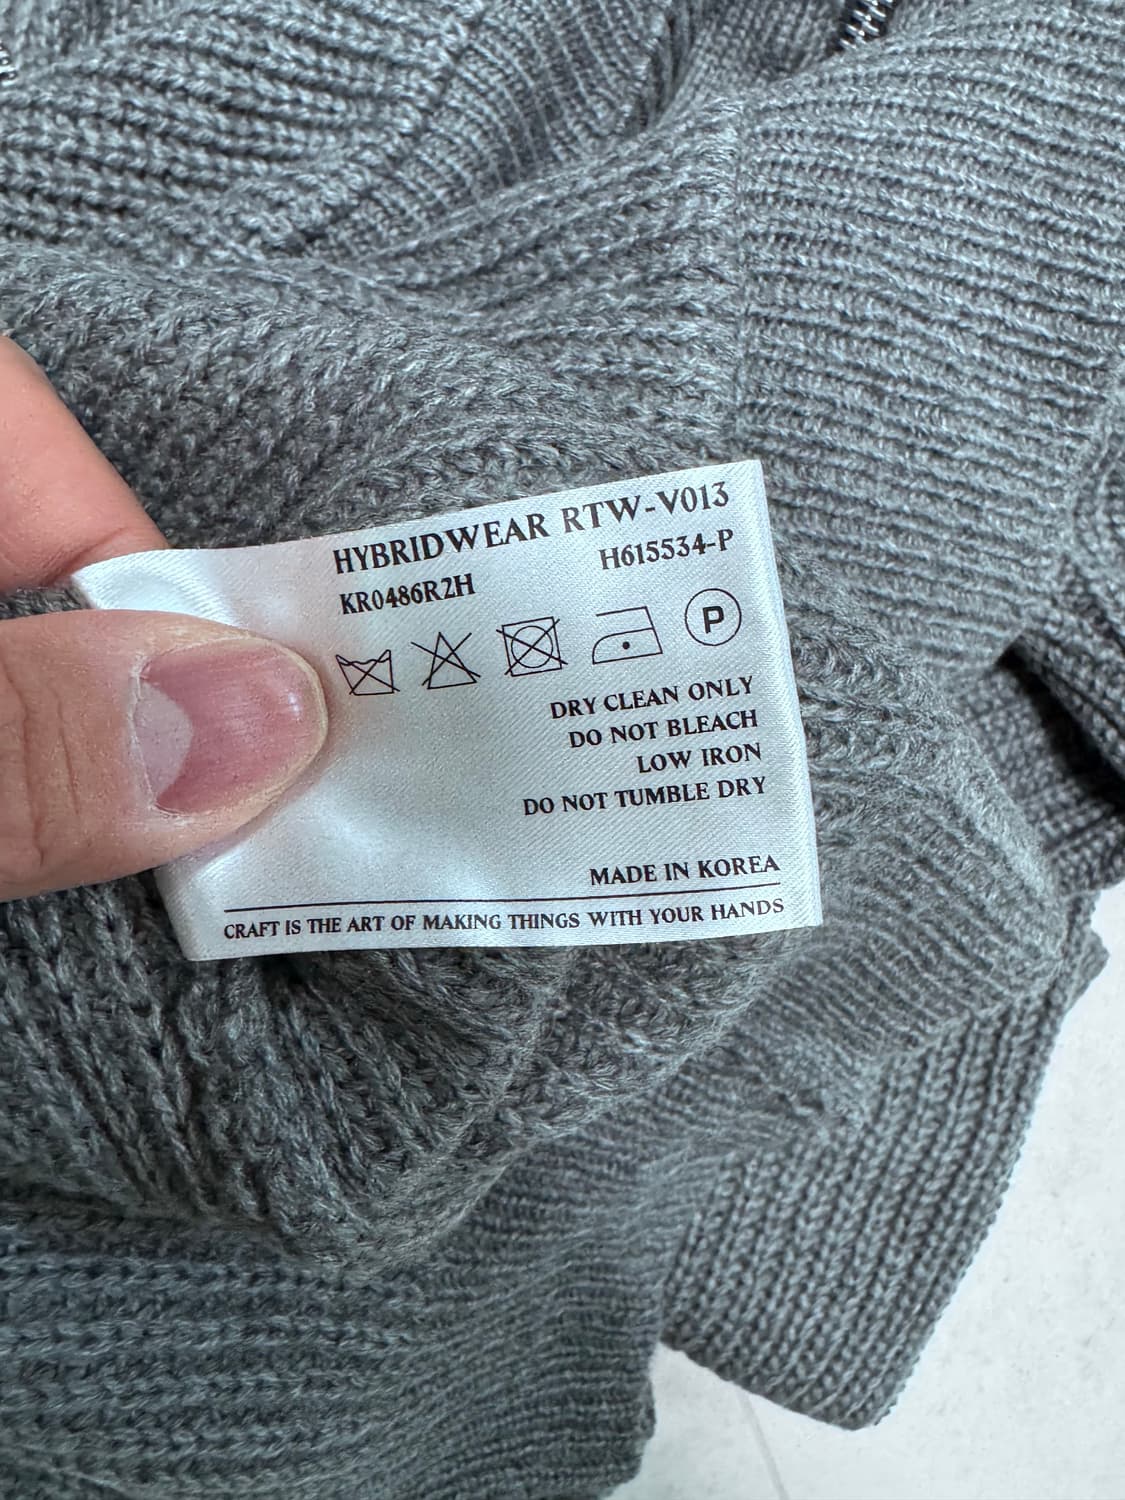 HYBRIDWEAR RTW-V013
KR0486R2H H615534-P
P
DRY CLEAN ONLY
DO NOT BLEACH
LOW IRON
DO NOT TUMBLE DRY
MADE IN KOREA
CRAFT IS THE ART OF MAKING THINGS WITH YOUR HANDS